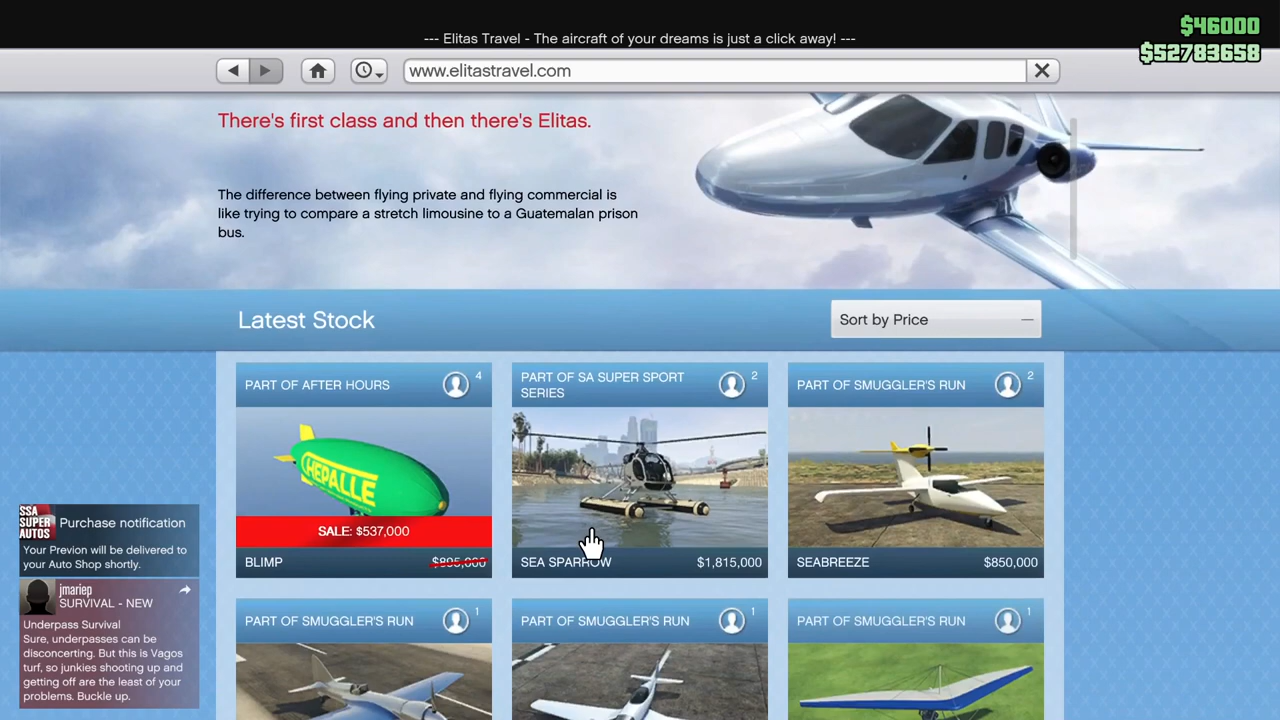 --- Elitas Travel - The aircraft of your dreams is just a click away! ---
$46000
$52783658
www.elitastravel.com
There's first class and then there's Elitas.
The difference between flying private and flying commercial is
like trying to compare a stretch limousine to a Guatemalan prison
bus.
Latest Stock
Sort by Price
PART OF AFTER HOURS
4
PART OF SA SUPER SPORT
SERIES
2
PART OF SMUGGLER'S RUN
2
HEPALLE
SALE: $537,000
BLIMP
$895,000
SEA SPARROW
$1,815,000
SEABREEZE
$850,000
PART OF SMUGGLER'S RUN
1
PART OF SMUGGLER'S RUN
1
PART OF SMUGGLER'S RUN
1
SSA
SUPER
AUTOS
Purchase notification
Your Previon will be delivered to
your Auto Shop shortly.
jmariep
SURVIVAL - NEW
Underpass Survival
Sure, underpasses can be
disconcerting. But this is Vagos
turf, so junkies shooting up and
getting off are the least of your
problems. Buckle up.